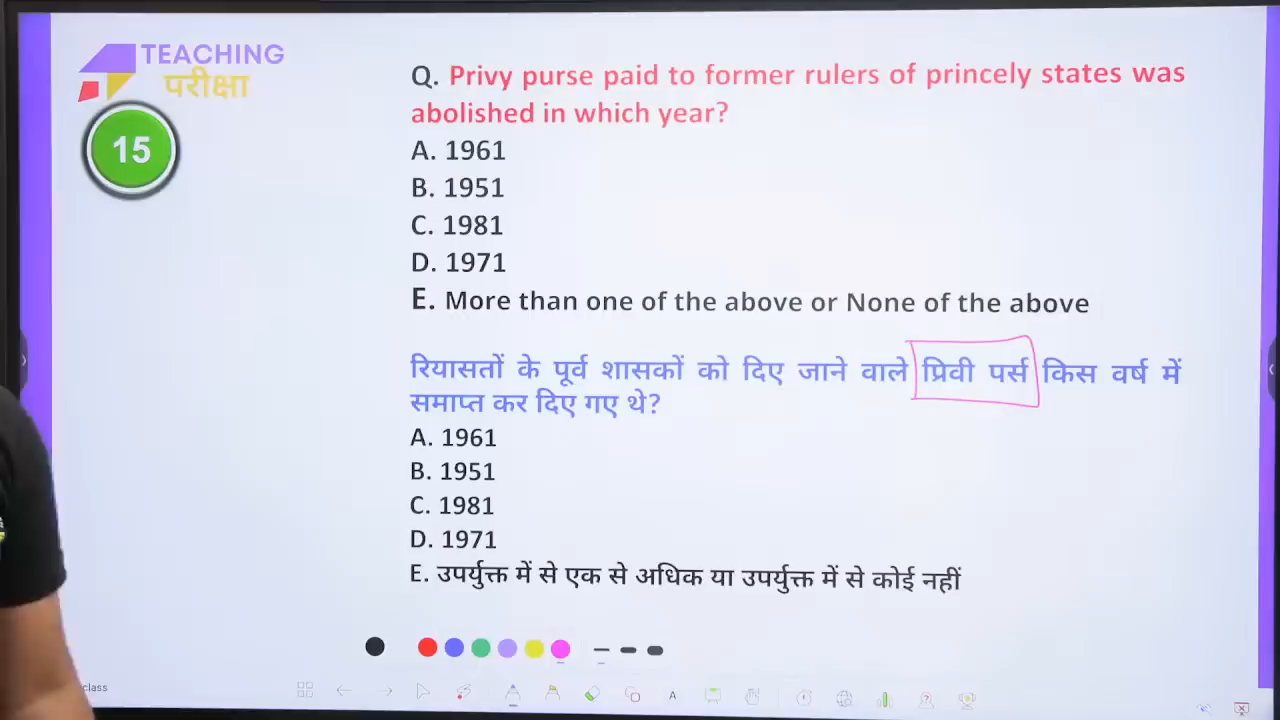 TEACHING
परीक्षा
15
Q. Privy purse paid to former rulers of princely states was
abolished in which year?
A. 1961
B. 1951
C. 1981
D. 1971
E. More than one of the above or None of the above
रियासतों के पूर्व शासकों को दिए जाने वाले प्रिवी पर्स किस वर्ष में
समाप्त कर दिए गए थे?
A. 1961
B. 1951
C. 1981
D. 1971
E. उपर्युक्त में से एक से अधिक या उपर्युक्त में से कोई नहीं
class
A